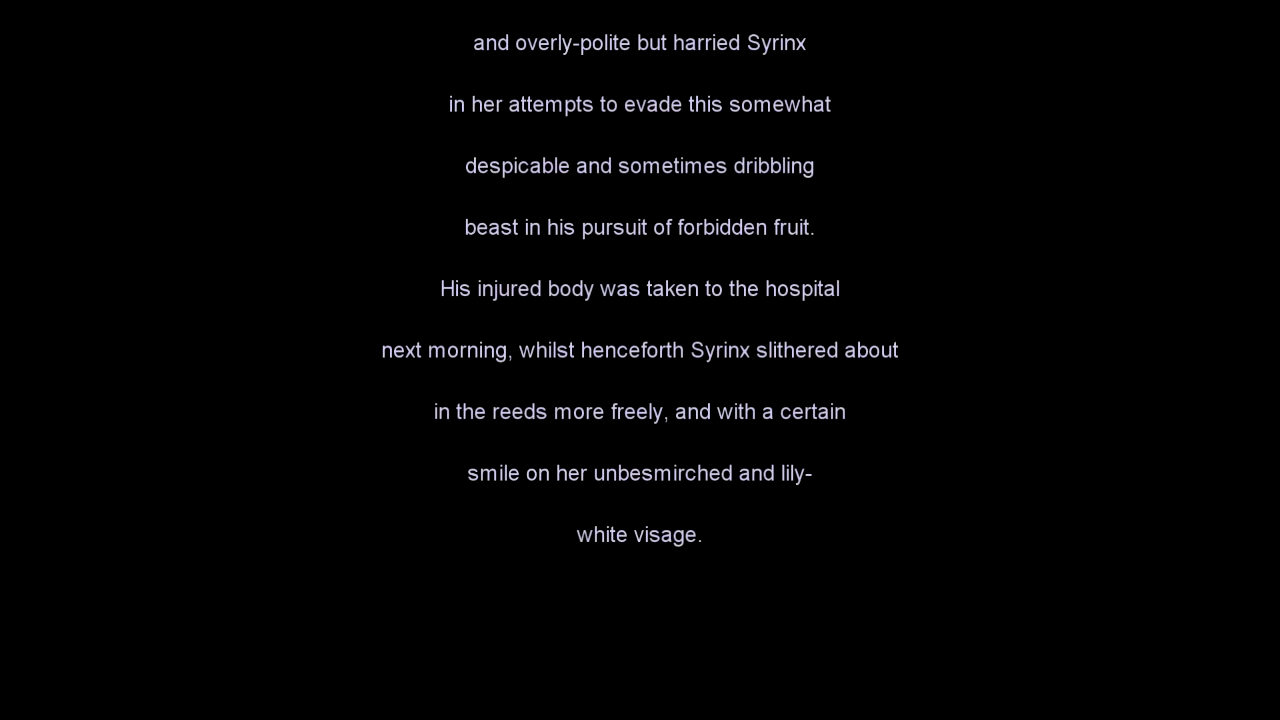 and overly-polite but harried Syrinx
in her attempts to evade this somewhat
despicable and sometimes dribbling
beast in his pursuit of forbidden fruit.
His injured body was taken to the hospital
next morning, whilst henceforth Syrinx slithered about
in the reeds more freely, and with a certain
smile on her unbesmirched and lily-
white visage.